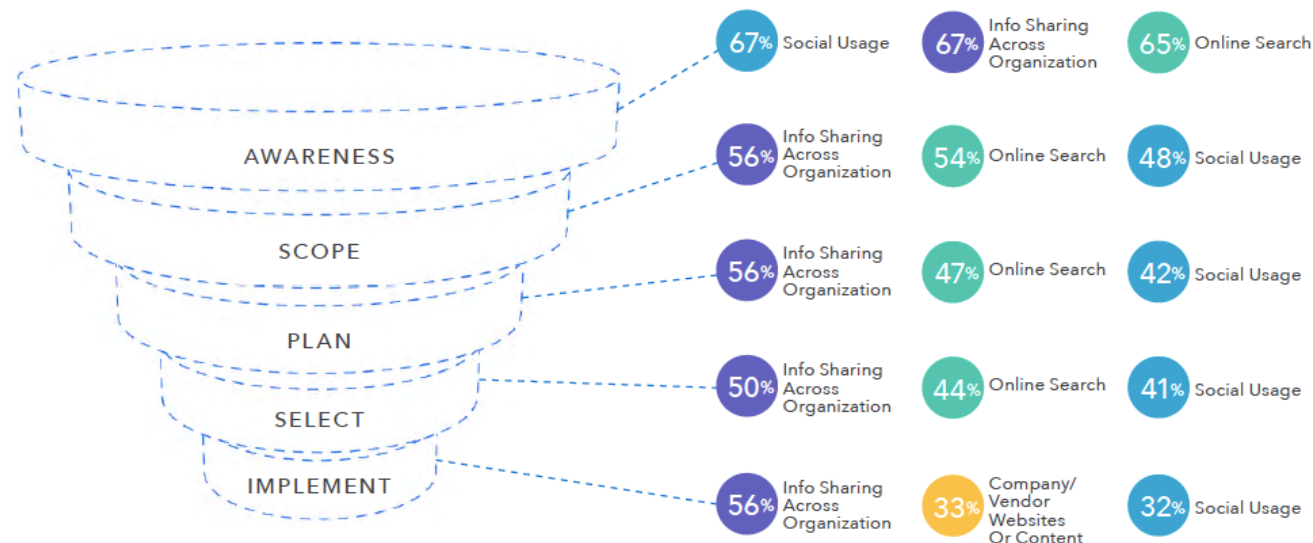 67% Social Usage
67% Info Sharing
Across
Organization
65% Online Search
AWARENESS
56% Info Sharing
Across
Organization
54% Online Search
48% Social Usage
SCOPE
56% Info Sharing
Across
Organization
47% Online Search
42% Social Usage
PLAN
50% Info Sharing
Across
Organization
44% Online Search
41% Social Usage
SELECT
56% Info Sharing
Across
Organization
33% Company/
Vendor
Websites
Or Content
32% Social Usage
IMPLEMENT